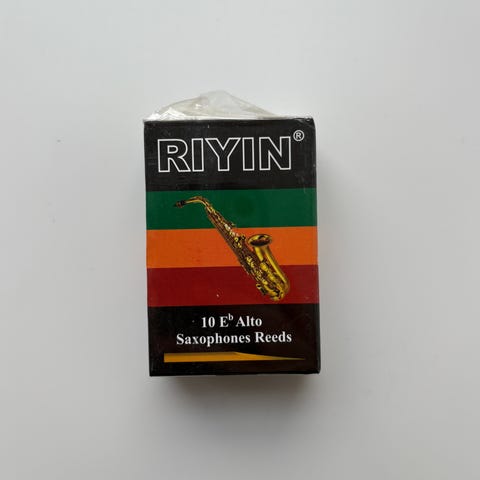 RIYIN®
10 E♭ Alto
Saxophones Reeds